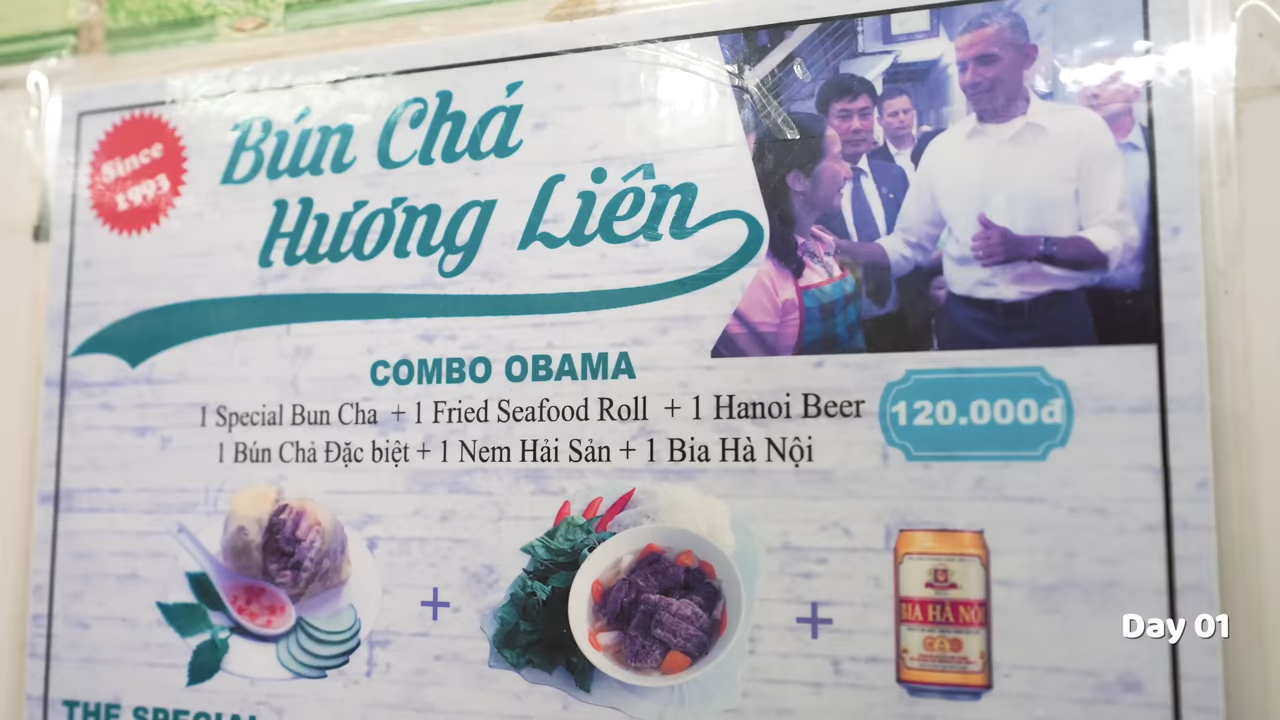 Since
1993
Bún Chả
Hương Liên
COMBO OBAMA
1 Special Bun Cha + 1 Fried Seafood Roll + 1 Hanoi Beer
120.000đ
1 Bún Chả Đặc biệt + 1 Nem Hải Sản + 1 Bia Hà Nội
BIA HÀ NỘI
Day 01
THE SPECIAL